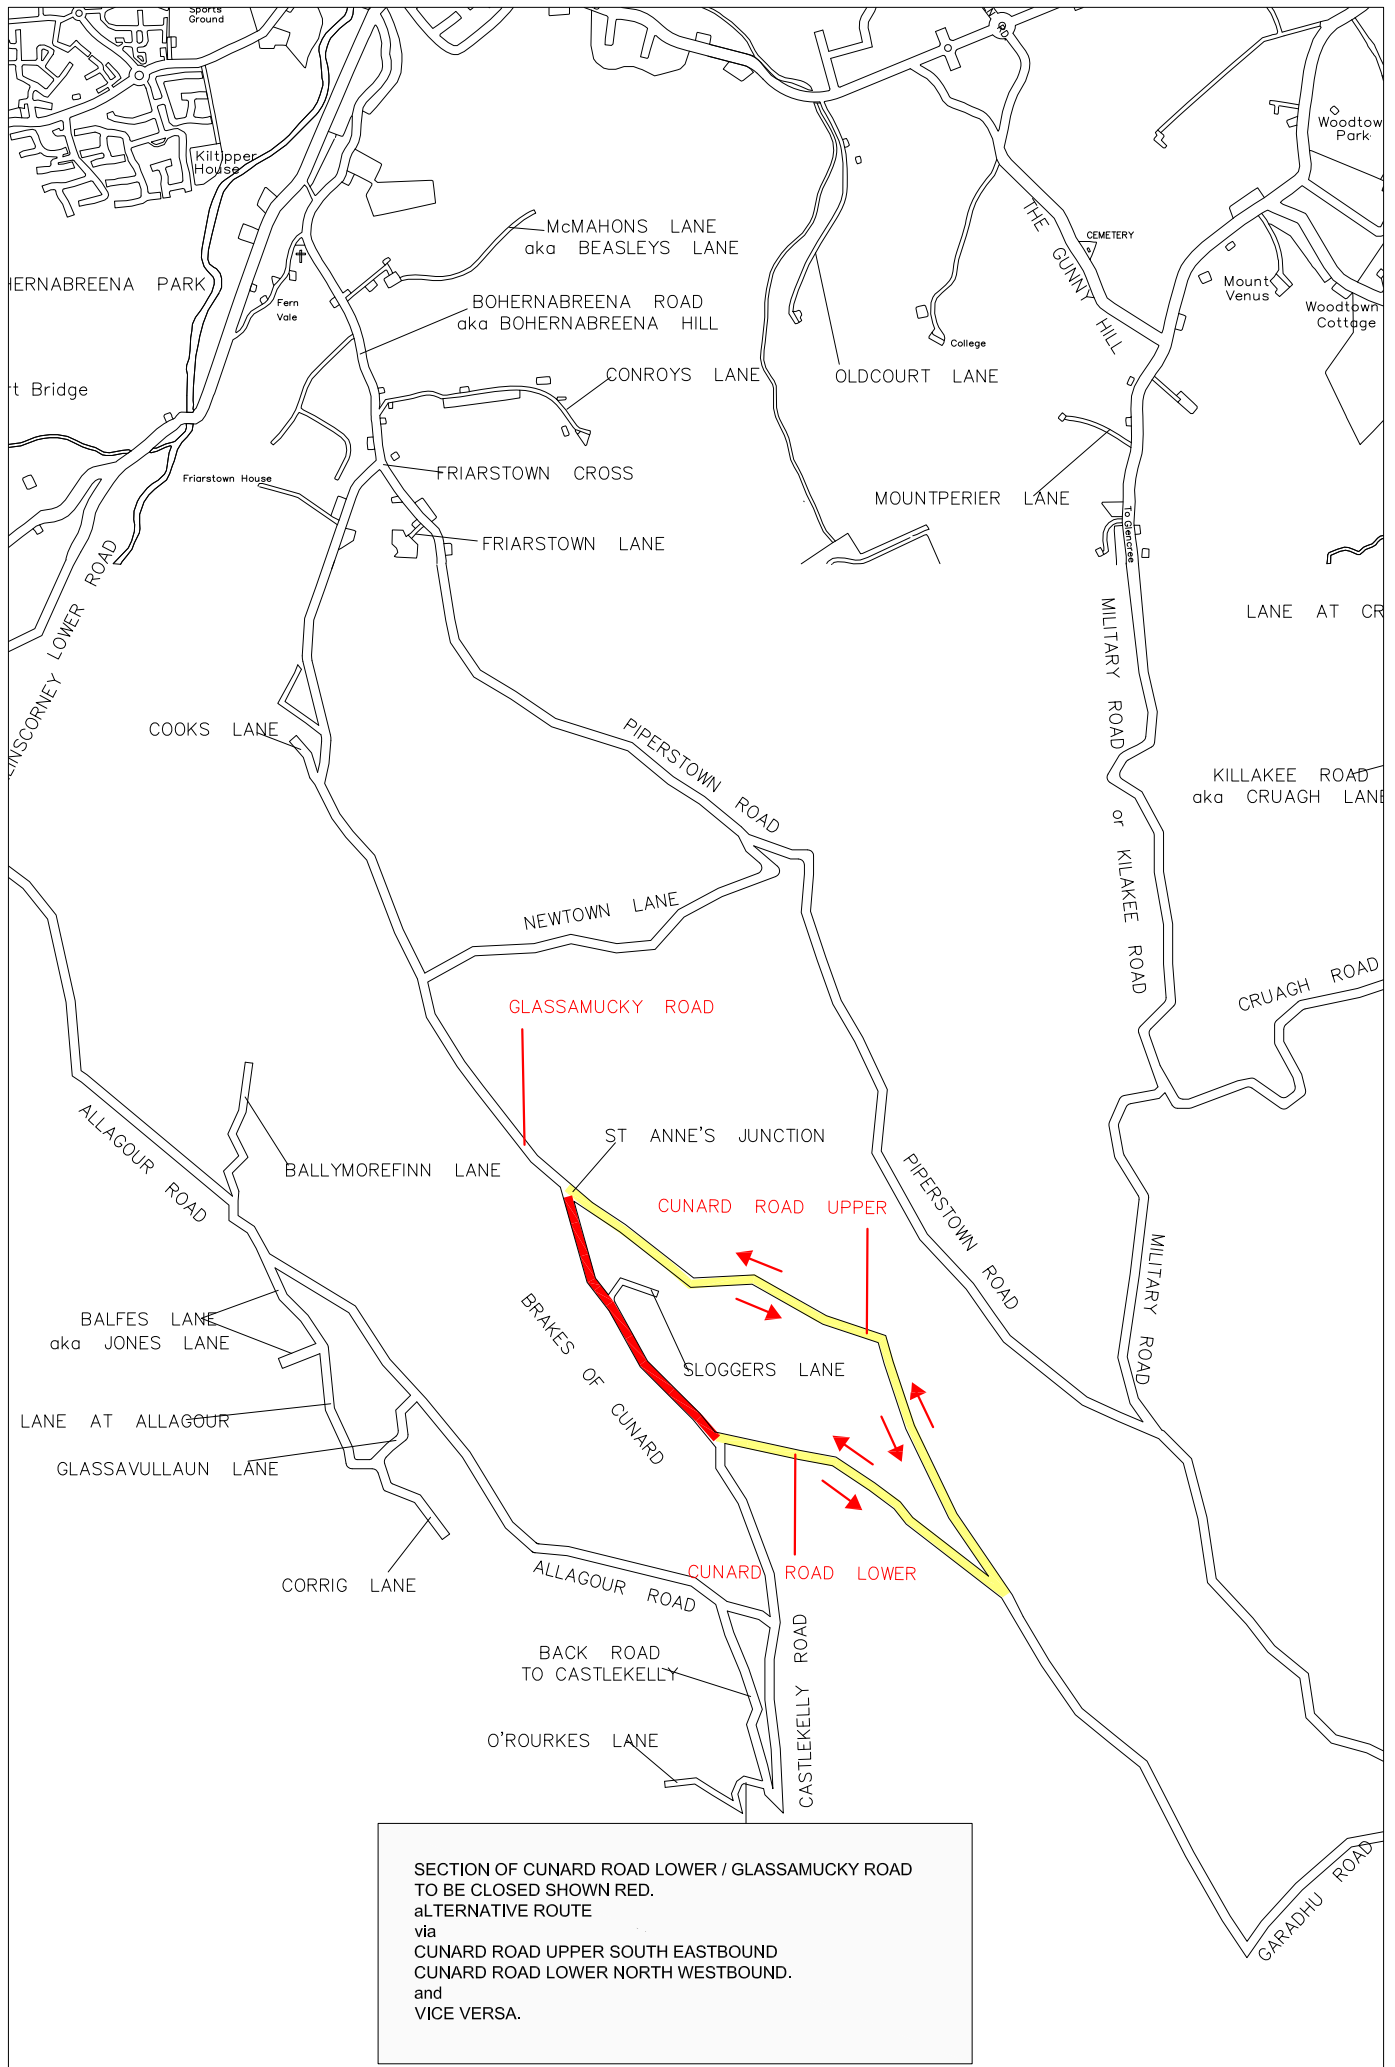 Sports
Ground
N RD
Kiltipper
House
Woodtow
Park
McMAHONS LANE
aka BEASLEYS LANE
THE GUNNY HILL
CEMETERY
HERNABREENA PARK
Fern
Vale
BOHERNABREENA ROAD
aka BOHERNABREENA HILL
Mount
Venus
Woodtown
Cottage
College
rt Bridge
CONROYS LANE
OLDCOURT LANE
FRIARSTOWN CROSS
Friarstown House
MOUNTPERIER LANE
To Glencree
FRIARSTOWN LANE
LINSCORNEY LOWER ROAD
MILITARY ROAD or KILAKEE ROAD
LANE AT CR
COOKS LANE
PIPERSTOWN ROAD
KILLAKEE ROAD
aka CRUAGH LANE
NEWTOWN LANE
CRUAGH ROAD
GLASSAMUCKY ROAD
ALLAGOUR ROAD
ST ANNE'S JUNCTION
BALLYMOREFINN LANE
PIPERSTOWN ROAD
CUNARD ROAD UPPER
MILITARY ROAD
BRAKES OF CUNARD
BALFES LANE
aka JONES LANE
SLOGGERS LANE
LANE AT ALLAGOUR
GLASSAVULLAUN LANE
CUNARD ROAD LOWER
CORRIG LANE
ALLAGOUR ROAD
CASTLEKELLY ROAD
BACK ROAD
TO CASTLEKELLY
O'ROURKES LANE
GARADHU ROAD
SECTION OF CUNARD ROAD LOWER / GLASSAMUCKY ROAD
TO BE CLOSED SHOWN RED.
aLTERNATIVE ROUTE
via
CUNARD ROAD UPPER SOUTH EASTBOUND
CUNARD ROAD LOWER NORTH WESTBOUND.
and
VICE VERSA.